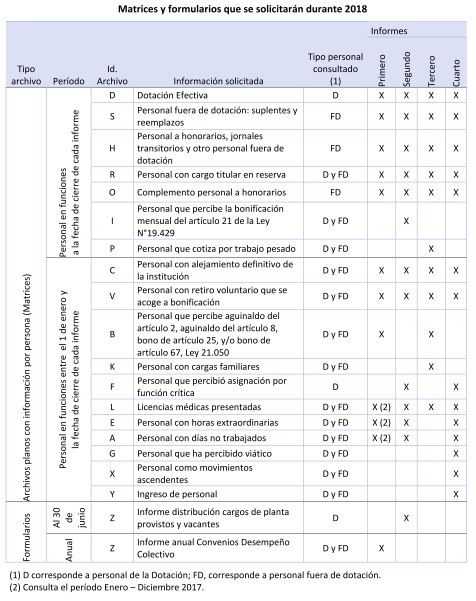 Matrices y formularios que se solicitarán durante 2018
Informes
Tipo archivo
Período
Id. Archivo
Información solicitada
Tipo personal consultado (1)
Primero
Segundo
Tercero
Cuarto
Archivos planos con información por persona (Matrices)
Personal en funciones
a la fecha de cierre de cada informe
D Dotación Efectiva D X X X X
S Personal fuera de dotación: suplentes y
reemplazos FD X X X X
H Personal a honorarios, jornales
transitorios y otro personal fuera de
dotación FD X X X X
R Personal con cargo titular en reserva D y FD X X X X
O Complemento personal a honorarios FD X X X X
I Personal que percibe la bonificación
mensual del artículo 21 de la Ley
N°19.429 D y FD X
P Personal que cotiza por trabajo pesado D y FD X
Personal en funciones entre el 1 de enero y
la fecha de cierre de cada informe
C Personal con alejamiento definitivo de
la institución D y FD X X X X
V Personal con retiro voluntario que se
acoge a bonificación D y FD X X X X
B Personal que percibe aguinaldo del
artículo 2, aguinaldo del artículo 8,
bono de artículo 25, y/o bono de
artículo 67, Ley 21.050 D y FD X X
K Personal con cargas familiares D y FD X
F Personal que percibió asignación por
función crítica D X X
L Licencias médicas presentadas D y FD X (2) X X X
E Personal con horas extraordinarias D y FD X (2) X X
A Personal con días no trabajados D y FD X (2) X X
G Personal que ha percibido viático D y FD X
X Personal como movimientos
ascendentes D y FD X
Y Ingreso de personal D y FD X
Formularios
Al 30
de
junio
Z Informe distribución cargos de planta
provistos y vacantes D X
Anual
Z Informe anual Convenios Desempeño
Colectivo D y FD X
(1) D corresponde a personal de la Dotación; FD, corresponde a personal fuera de dotación.
(2) Consulta el período Enero – Diciembre 2017.